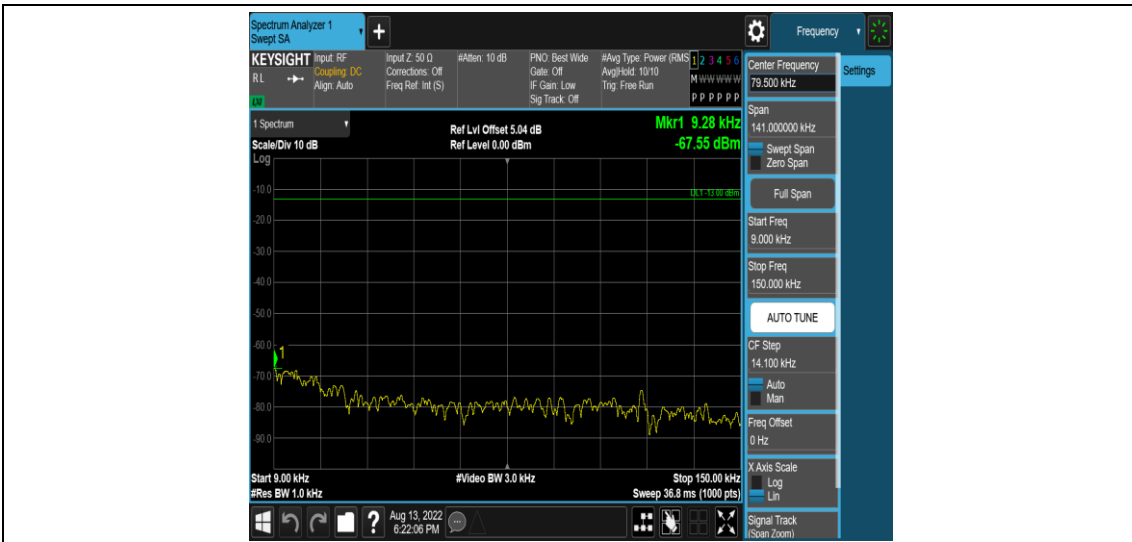 Spectrum Analyzer 1
Swept SA
Frequency
KEYSIGHT
RL
Input: RF
Coupling: DC
Align: Auto
Input Z: 50 Ω
Corrections: Off
Freq Ref: Int (S)
#Atten: 10 dB
PNO: Best Wide
Gate: Off
IF Gain: Low
Sig Track: Off
#Avg Type: Power (RMS
Avg|Hold: 10/10
Trig: Free Run
1 2 3 4 5 6
M W W W W W
P P P P P P
LXI
1 Spectrum
Scale/Div 10 dB
Log
Ref Lvl Offset 5.04 dB
Ref Level 0.00 dBm
Mkr1 9.28 kHz
-67.55 dBm
DL1 -13.00 dBm
-10.0
-20.0
-30.0
-40.0
-50.0
-60.0
1
-70.0
-80.0
-90.0
Start 9.00 kHz
#Video BW 3.0 kHz
Stop 150.00 kHz
#Res BW 1.0 kHz
Sweep 36.8 ms (1000 pts)
?
Aug 13, 2022
6:22:06 PM
Center Frequency
79.500 kHz
Settings
Span
141.000000 kHz
Swept Span
Zero Span
Full Span
Start Freq
9.000 kHz
Stop Freq
150.000 kHz
AUTO TUNE
CF Step
14.100 kHz
Auto
Man
Freq Offset
0 Hz
X Axis Scale
Log
Lin
Signal Track
(Span Zoom)